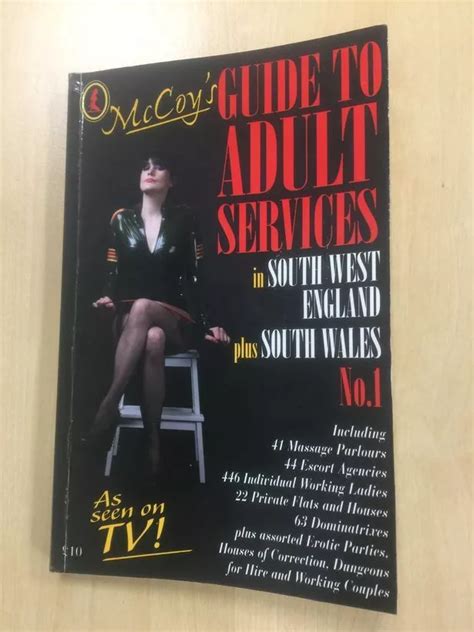 McCoy's
GUIDE TO
ADULT
SERVICES
in SOUTH WEST
ENGLAND
plus SOUTH WALES
No.1
Including
41 Massage Parlours
44 Escort Agencies
446 Individual Working Ladies
22 Private Flats and Houses
63 Dominatrixes
plus assorted Erotic Parties,
Houses of Correction, Dungeons
for Hire and Working Couples
As
seen on
TV!
£10